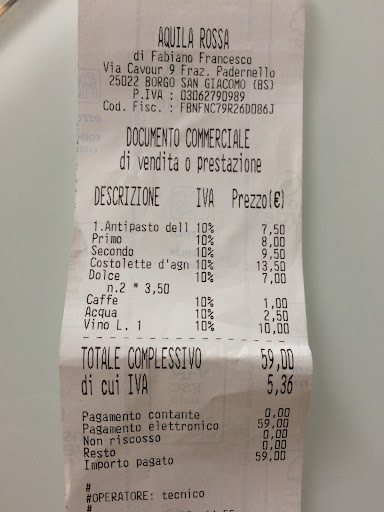 AQUILA ROSSA
di Fabiano Francesco
Via Cavour 9 Fraz. Padernello
25022 BORGO SAN GIACOMO (BS)
P.IVA : 03062790989
Cod. Fisc. : FBNFNC79R26D086J
DOCUMENTO COMMERCIALE
di vendita o prestazione
DESCRIZIONE IVA Prezzo(€)
1.Antipasto dell 10% 7,50
Primo 10% 8,00
Secondo 10% 9,50
Costolette d'agn 10% 13,50
Dolce 10% 7,00
n.2 * 3,50
Caffe 10% 1,00
Acqua 10% 2,50
Vino L. 1 10% 10,00
TOTALE COMPLESSIVO 59,00
di cui IVA 5,36
Pagamento contante 0,00
Pagamento elettronico 59,00
Non riscosso 0,00
Resto 0,00
Importo pagato 59,00
#
#OPERATORE: tecnico
#